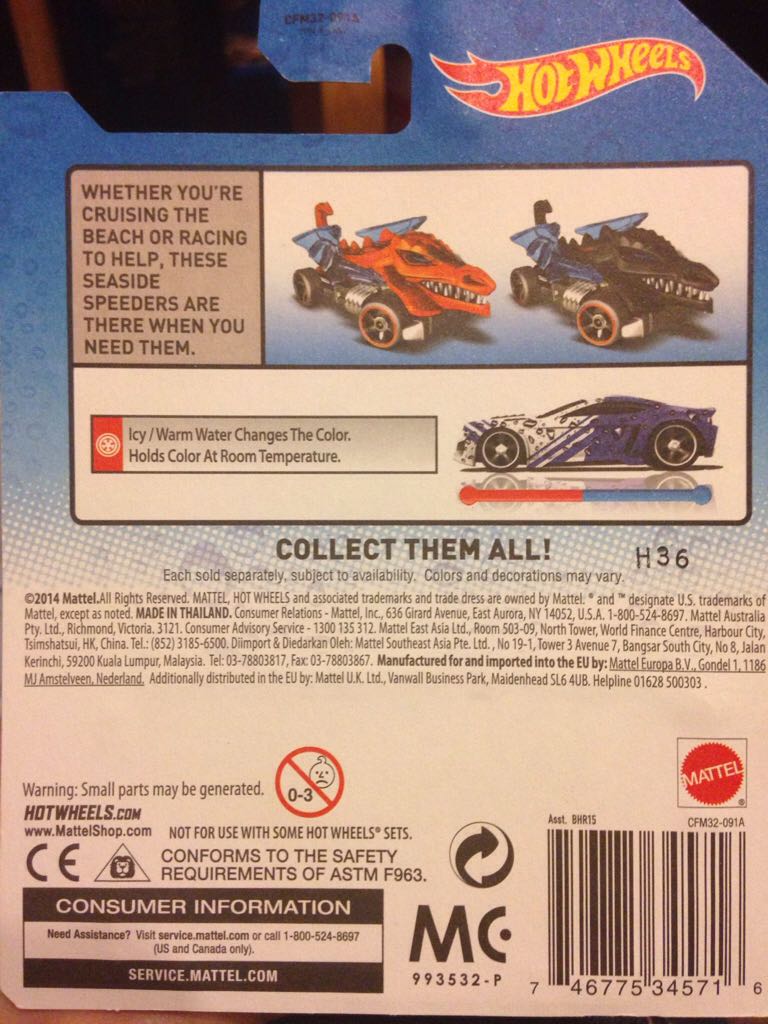 CFM32-091A
HOT WHEELS
WHETHER YOU'RE
CRUISING THE
BEACH OR RACING
TO HELP, THESE
SEASIDE
SPEEDERS ARE
THERE WHEN YOU
NEED THEM.
Icy / Warm Water Changes The Color.
Holds Color At Room Temperature.
COLLECT THEM ALL!
H36
Each sold separately, subject to availability. Colors and decorations may vary.
©2014 Mattel.All Rights Reserved. MATTEL, HOT WHEELS and associated trademarks and trade dress are owned by Mattel. ® and ™ designate U.S. trademarks of
Mattel, except as noted. MADE IN THAILAND. Consumer Relations - Mattel, Inc., 636 Girard Avenue, East Aurora, NY 14052, U.S.A. 1-800-524-8697. Mattel Australia
Pty. Ltd., Richmond, Victoria. 3121. Consumer Advisory Service - 1300 135 312. Mattel East Asia Ltd., Room 503-09, North Tower, World Finance Centre, Harbour City,
Tsimshatsui, HK, China. Tel.: (852) 3185-6500. Diimport & Diedarkan Oleh: Mattel Southeast Asia Pte. Ltd. , No 19-1, Tower 3 Avenue 7, Bangsar South City, No 8, Jalan
Kerinchi, 59200 Kuala Lumpur, Malaysia. Tel: 03-78803817, Fax: 03-78803867. Manufactured for and imported into the EU by: Mattel Europa B.V., Gondel 1, 1186
MJ Amstelveen, Nederland. Additionally distributed in the EU by: Mattel U.K. Ltd., Vanwall Business Park, Maidenhead SL6 4UB. Helpline 01628 500303 .
Warning: Small parts may be generated.
0-3
MATTEL
®
HOTWHEELS.COM
www.MattelShop.com
NOT FOR USE WITH SOME HOT WHEELS® SETS.
Asst. BHR15
CFM32-091A
CE
CONFORMS TO THE SAFETY
REQUIREMENTS OF ASTM F963.
CONSUMER INFORMATION
Need Assistance? Visit service.mattel.com or call 1-800-524-8697
(US and Canada only).
SERVICE.MATTEL.COM
MC
993532-P
7 46775 34571 6